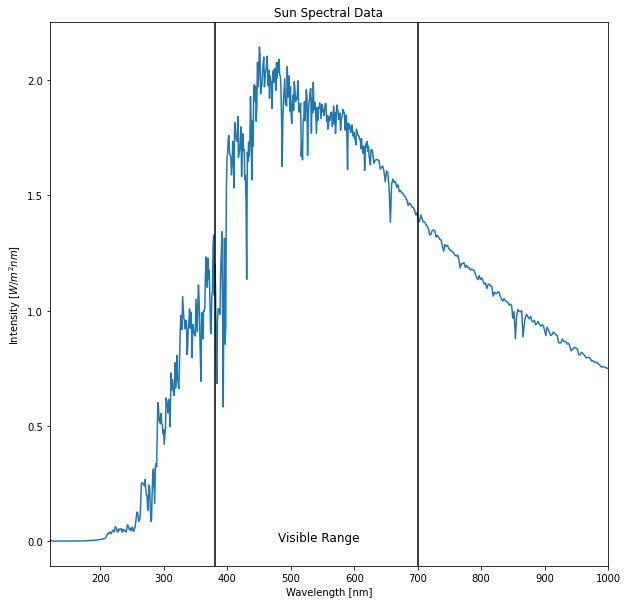 Sun Spectral Data
Intensity [W/m²nm]
2.0
1.5
1.0
0.5
0.0
Visible Range
200 300 400 500 600 700 800 900 1000
Wavelength [nm]